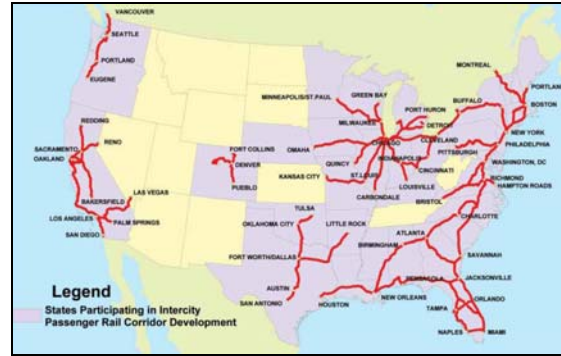 VANCOUVER
SEATTLE
PORTLAND
EUGENE
REDDING
RENO
SACRAMENTO
OAKLAND
LAS VEGAS
BAKERSFIELD
LOS ANGELES
PALM SPRINGS
SAN DIEGO
FORT COLLINS
DENVER
PUEBLO
MINNEAPOLIS/ST.PAUL
GREEN BAY
MILWAUKEE
PORT HURON
DETROIT
CHICAGO
CLEVELAND
OMAHA
QUINCY
INDIANAPOLIS
KANSAS CITY
ST.LOUIS
CINCINNATI
LOUISVILLE
CARBONDALE
MONTREAL
PORTLAND
BUFFALO
BOSTON
NEW YORK
PITTSBURGH
PHILADELPHIA
WASHINGTON, DC
RICHMOND
HAMPTON ROADS
BRISTOL
CHARLOTTE
TULSA
OKLAHOMA CITY
LITTLE ROCK
ATLANTA
BIRMINGHAM
FORT WORTH/DALLAS
SAVANNAH
AUSTIN
PENSACOLA
JACKSONVILLE
SAN ANTONIO
HOUSTON
NEW ORLEANS
ORLANDO
TAMPA
NAPLES
MIAMI
Legend
States Participating in Intercity
Passenger Rail Corridor Development